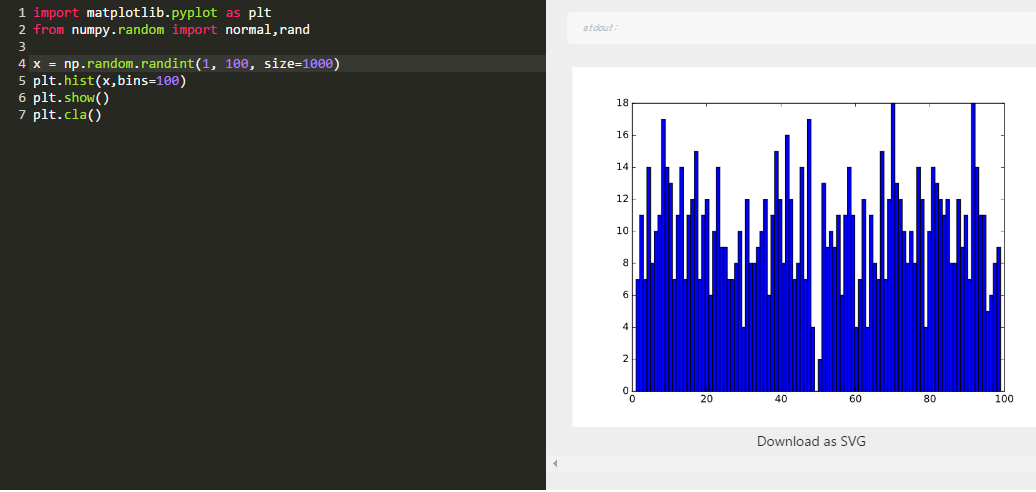 1 import matplotlib.pyplot as plt
2 from numpy.random import normal,rand
3
4 x = np.random.randint(1, 100, size=1000)
5 plt.hist(x,bins=100)
6 plt.show()
7 plt.cla()
stdout:
18
16
14
12
10
8
6
4
2
0
0 20 40 60 80 100
Download as SVG